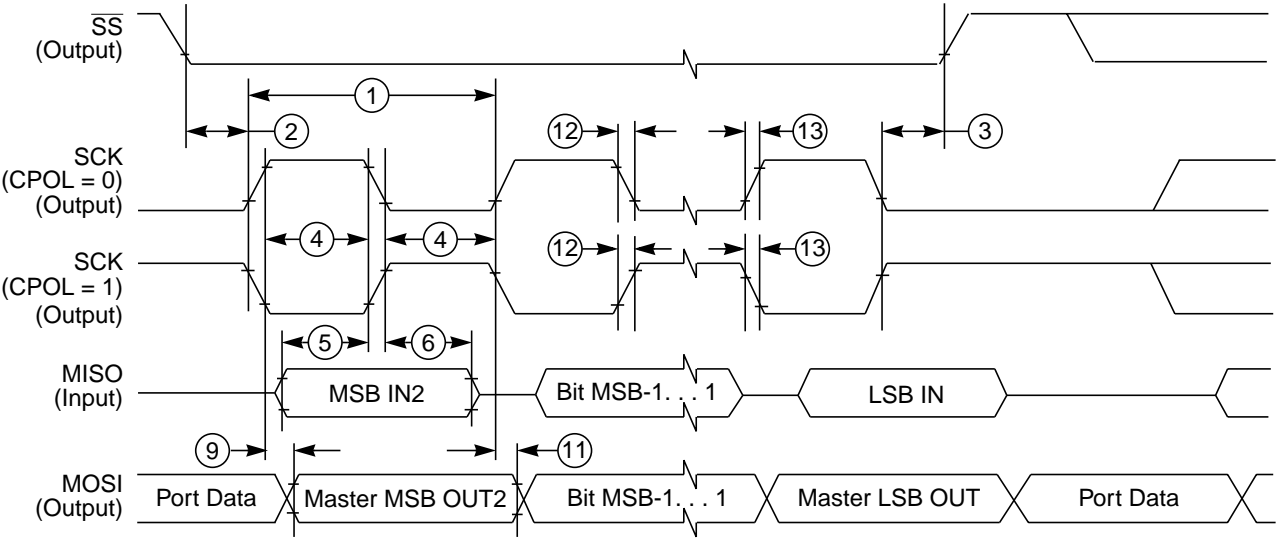 SS
(Output)
1
2
12
13
3
SCK
(CPOL = 0)
(Output)
4
4
12
13
SCK
(CPOL = 1)
(Output)
5
6
MISO
(Input)
MSB IN2
Bit MSB-1. . . 1
LSB IN
9
11
MOSI
(Output)
Port Data
Master MSB OUT2
Bit MSB-1. . . 1
Master LSB OUT
Port Data